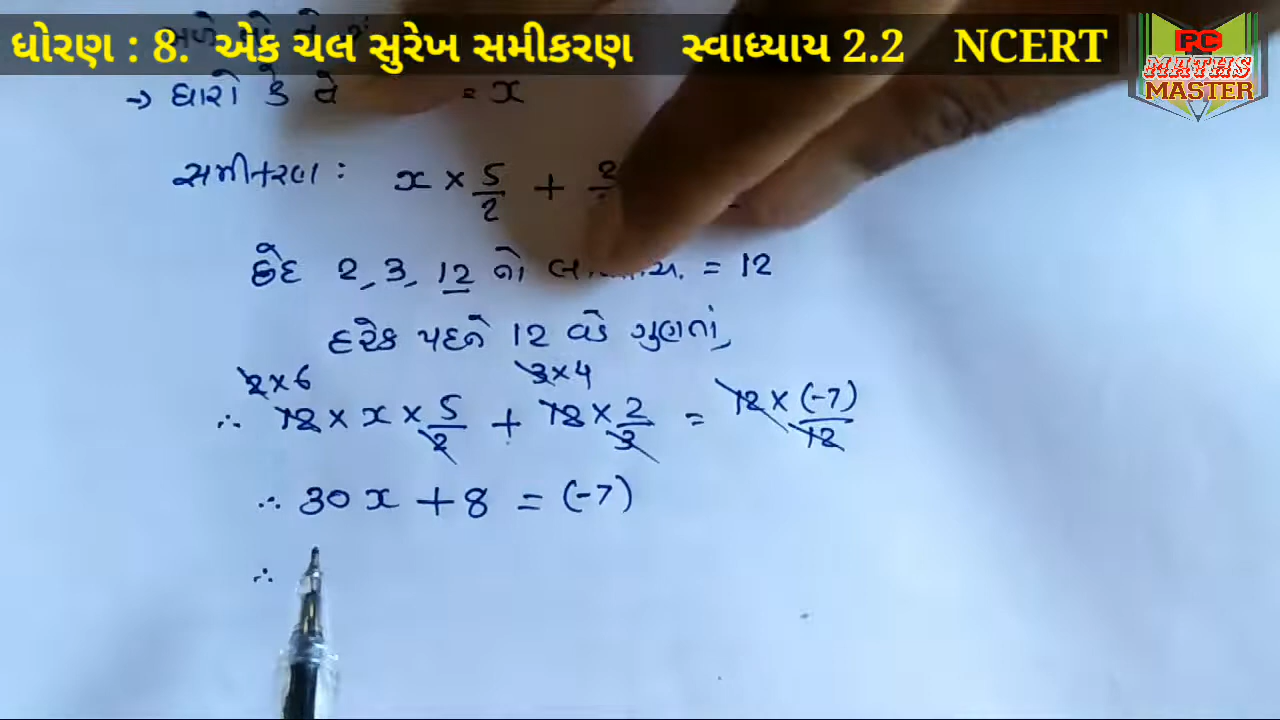 ધોરણ : 8. એક ચલ સુરેખ સમીકરણ સ્વાધ્યાય 2.2 NCERT
PC
MATHS
MASTER
→ ધારો કે તે = x
સમીકરણ : x × 5/2 + 2/
છેદ 2, 3, 12 નો = 12
દરેક પદને 12 વડે ગુણતાં,
2 × 6 3 × 4
∴ 12 × x × 5/2 + 12 × 2/3 = 12 × (-7)/12
∴ 30 x + 8 = (-7)
∴